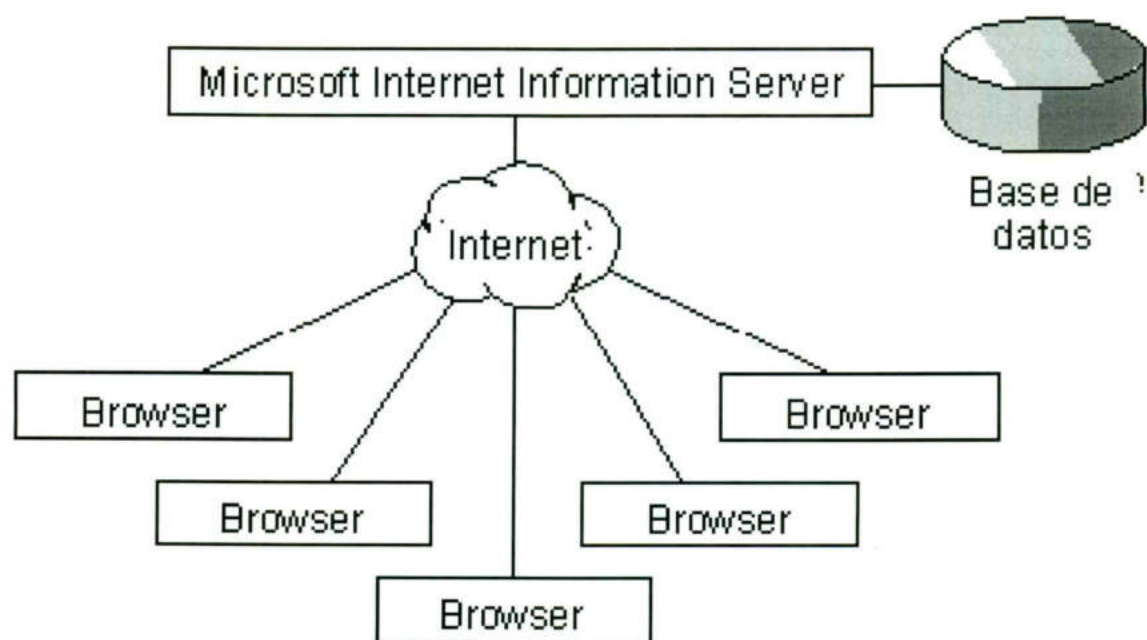 Microsoft Internet Information Server
Base de
datos
Internet
Browser
Browser
Browser
Browser
Browser